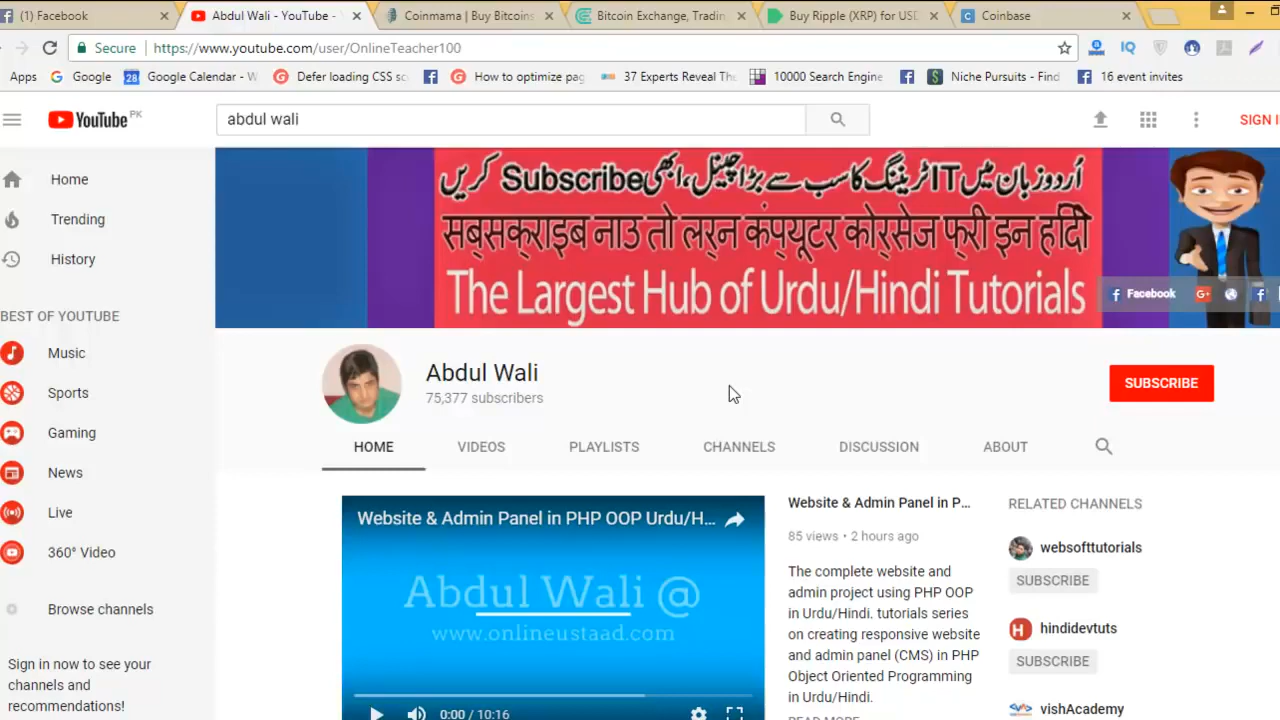 (1) Facebook
Abdul Wali - YouTube -
Coinmama | Buy Bitcoins
Bitcoin Exchange, Tradin
Buy Ripple (XRP) for USD
Coinbase
Secure https://www.youtube.com/user/OnlineTeacher100
Apps Google Google Calendar - W Defer loading CSS sc How to optimize pag 37 Experts Reveal The 10000 Search Engine Niche Pursuits - Find 16 event invites
YouTube PK
abdul wali
SIGN I
Home
Trending
History
BEST OF YOUTUBE
Music
Sports
Gaming
News
Live
360° Video
Browse channels
Sign in now to see your
channels and
recommendations!
اُردو زبان میں IT ٹریننگ کا سب سے بڑا چینل، ابھی Subscribe کریں
सबसक्राइब नाउ तो लर्न कंप्यूटर कोर्सेज फ्री इन हिंदी
The Largest Hub of Urdu/Hindi Tutorials
Facebook
Abdul Wali
75,377 subscribers
SUBSCRIBE
HOME VIDEOS PLAYLISTS CHANNELS DISCUSSION ABOUT
Website & Admin Panel in PHP OOP Urdu/H...
Abdul Wali @
www.onlineustaad.com
0:00 / 10:16
Website & Admin Panel in P...
85 views • 2 hours ago
The complete website and
admin project using PHP OOP
in Urdu/Hindi. tutorials series
on creating responsive website
and admin panel (CMS) in PHP
Object Oriented Programming
in Urdu/Hindi.
READ MORE
RELATED CHANNELS
websofttutorials
SUBSCRIBE
hindidevtuts
SUBSCRIBE
vishAcademy